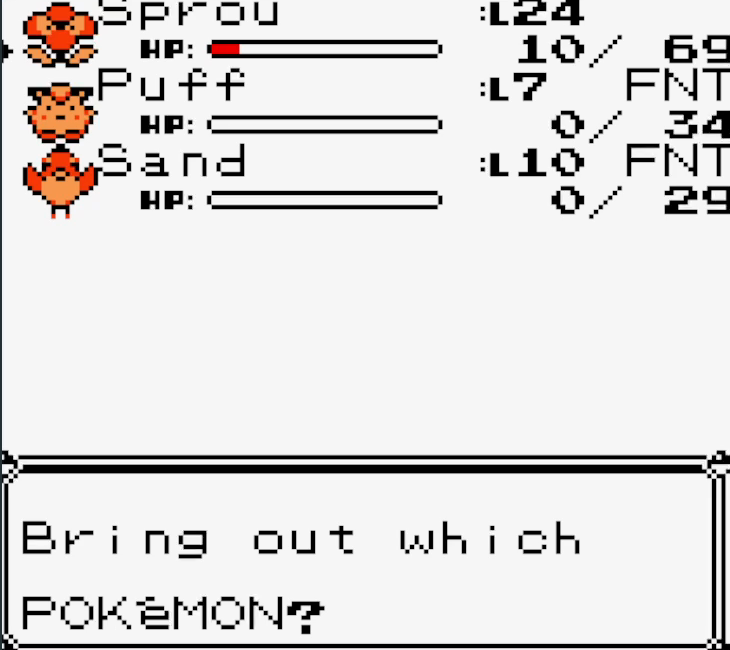 Sprou :L24
HP: 10/ 69
Puff :L7 FNT
HP: 0/ 34
Sand :L10 FNT
HP: 0/ 29
Bring out which
POKéMON?